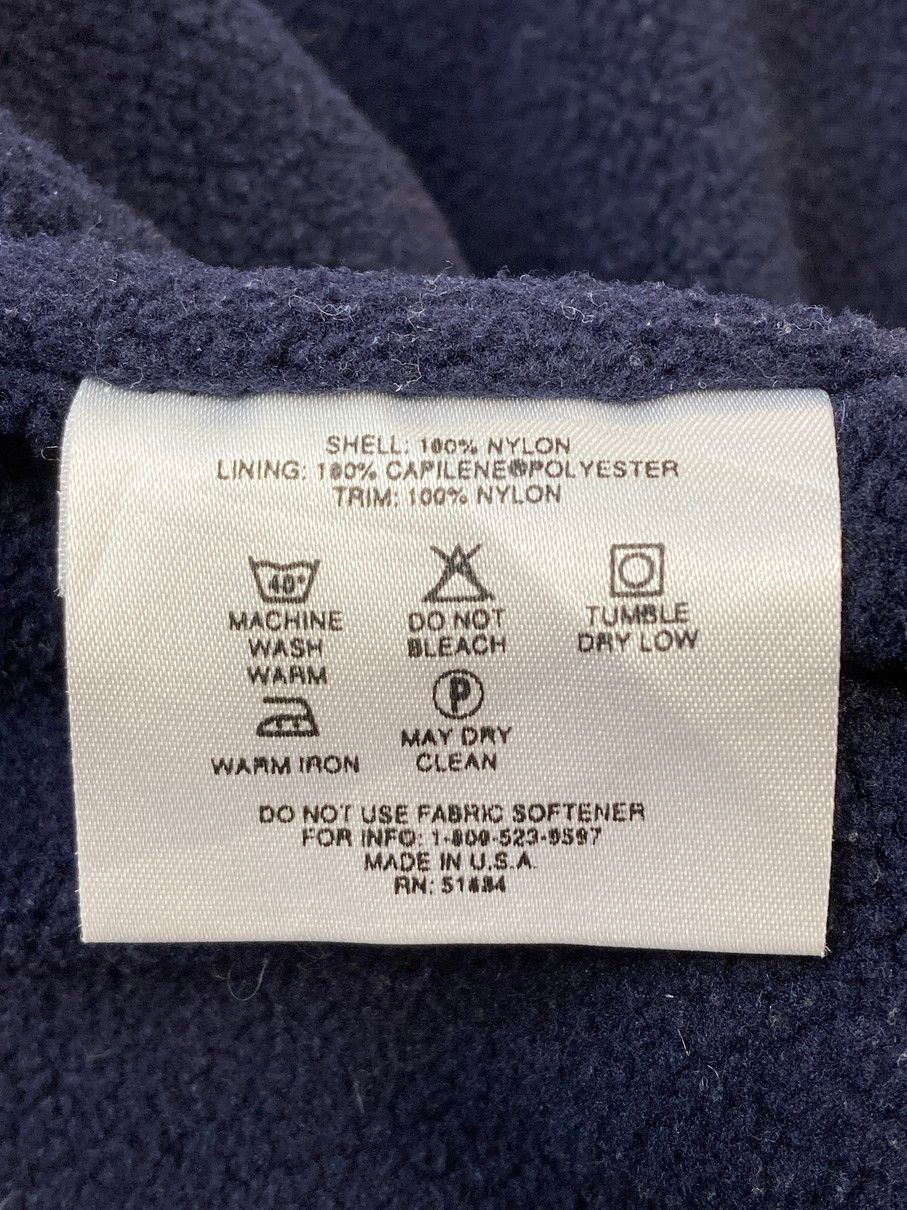 SHELL: 100% NYLON
LINING: 100% CAPILENE® POLYESTER
TRIM: 100% NYLON
40°
MACHINE WASH WARM
DO NOT BLEACH
TUMBLE DRY LOW
WARM IRON
P
MAY DRY CLEAN
DO NOT USE FABRIC SOFTENER
FOR INFO: 1-800-523-9597
MADE IN U.S.A.
RN: